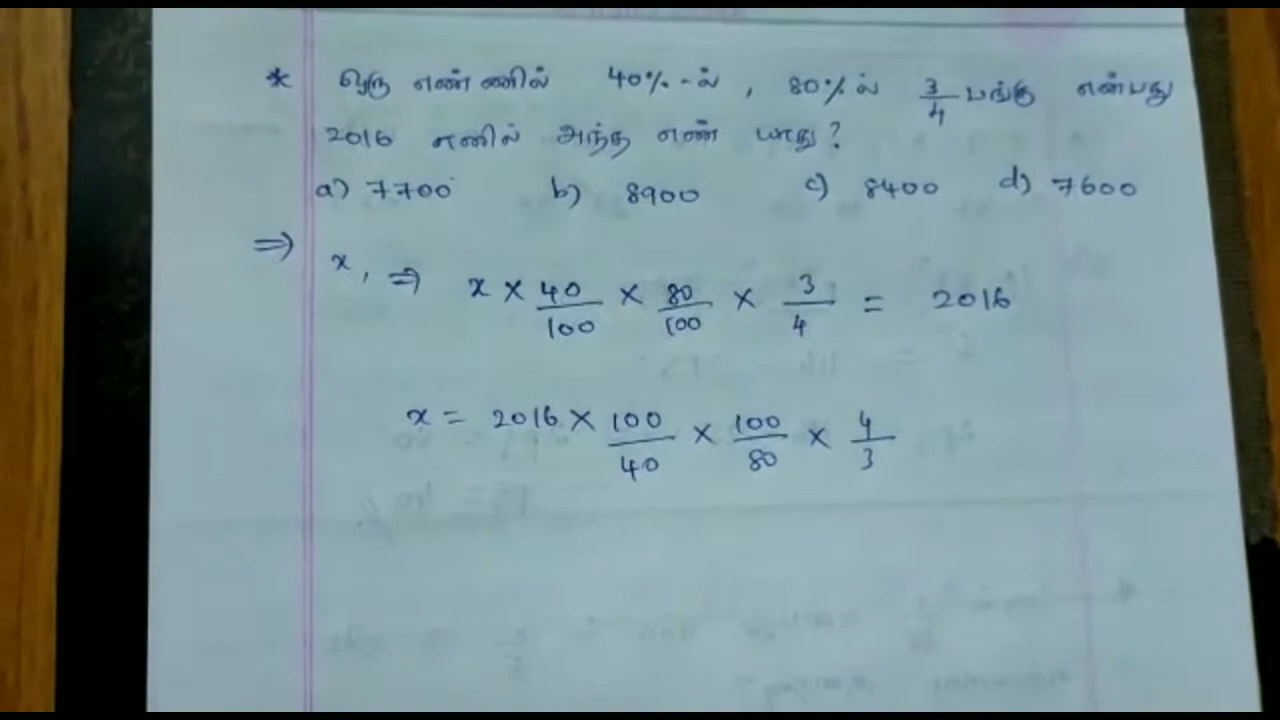 * ஒரு எண்ணில் 40%-ல், 80%ல் 3/4 பங்கு என்பது
2016 எனில் அந்த எண் யாது?
a) 7700 b) 8900 c) 8400 d) 7600
⇒ x, ⇒ x × 40/100 × 80/100 × 3/4 = 2016
x = 2016 × 100/40 × 100/80 × 4/3